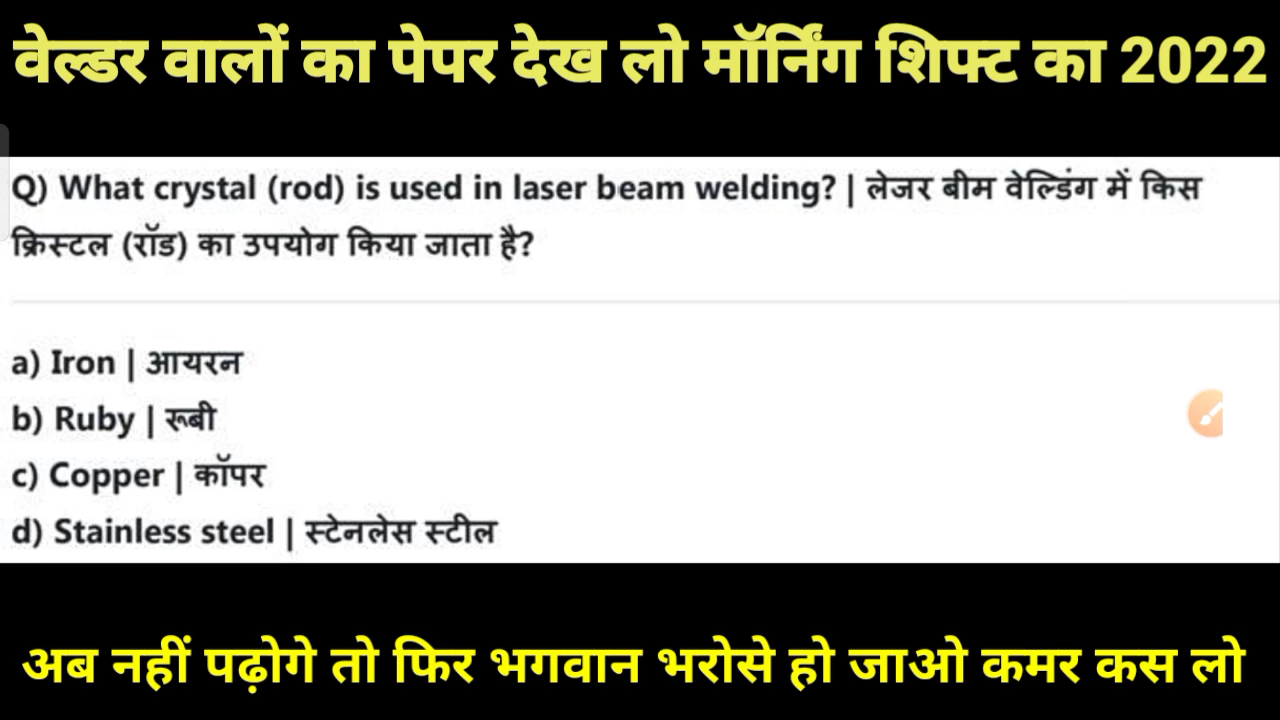 वेल्डर वालों का पेपर देख लो मॉर्निंग शिफ्ट का 2022
Q) What crystal (rod) is used in laser beam welding? | लेजर बीम वेल्डिंग में किस
क्रिस्टल (रॉड) का उपयोग किया जाता है?
a) Iron | आयरन
b) Ruby | रूबी
c) Copper | कॉपर
d) Stainless steel | स्टेनलेस स्टील
अब नहीं पढ़ोगे तो फिर भगवान भरोसे हो जाओ कमर कस लो